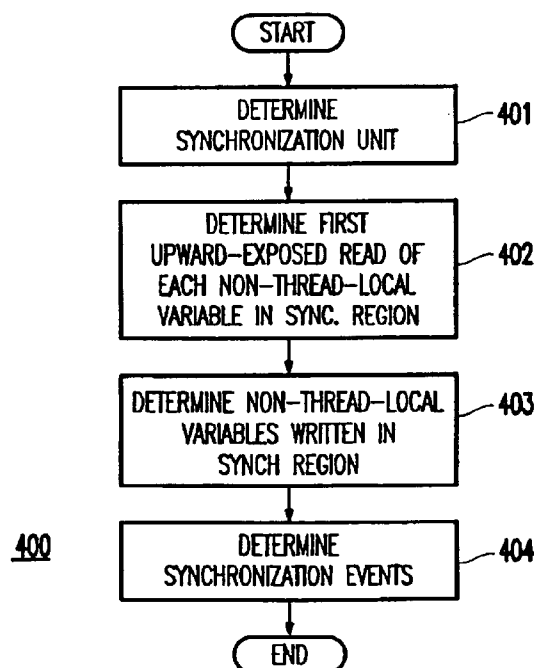 START
DETERMINE
SYNCHRONIZATION UNIT
401
DETERMINE FIRST
UPWARD-EXPOSED READ OF
EACH NON-THREAD-LOCAL
VARIABLE IN SYNC. REGION
402
DETERMINE NON-THREAD-LOCAL
VARIABLES WRITTEN IN
SYNCH REGION
403
400
DETERMINE
SYNCHRONIZATION EVENTS
404
END